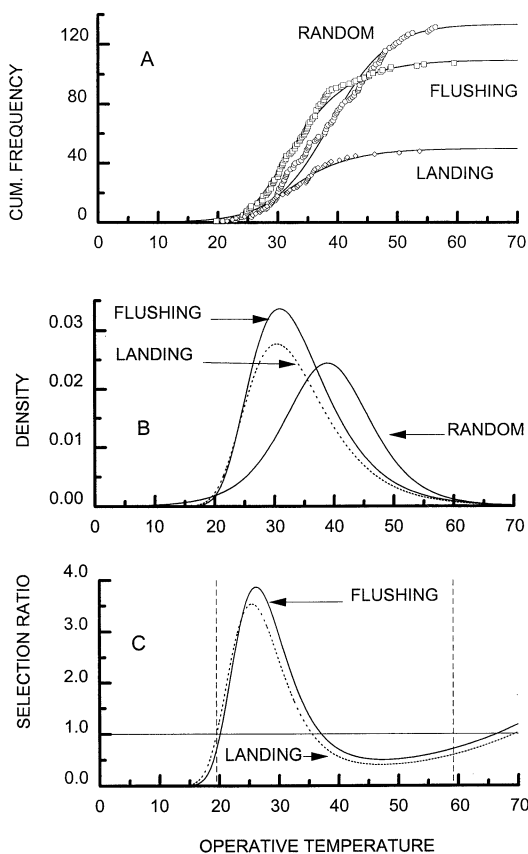 120
80
40
0
CUM. FREQUENCY
A
RANDOM
FLUSHING
LANDING
0 10 20 30 40 50 60 70
0.03
0.02
0.01
0.00
DENSITY
B
FLUSHING
LANDING
RANDOM
0 10 20 30 40 50 60 70
4.0
3.0
2.0
1.0
0.0
SELECTION RATIO
C
FLUSHING
LANDING
0 10 20 30 40 50 60 70
OPERATIVE TEMPERATURE